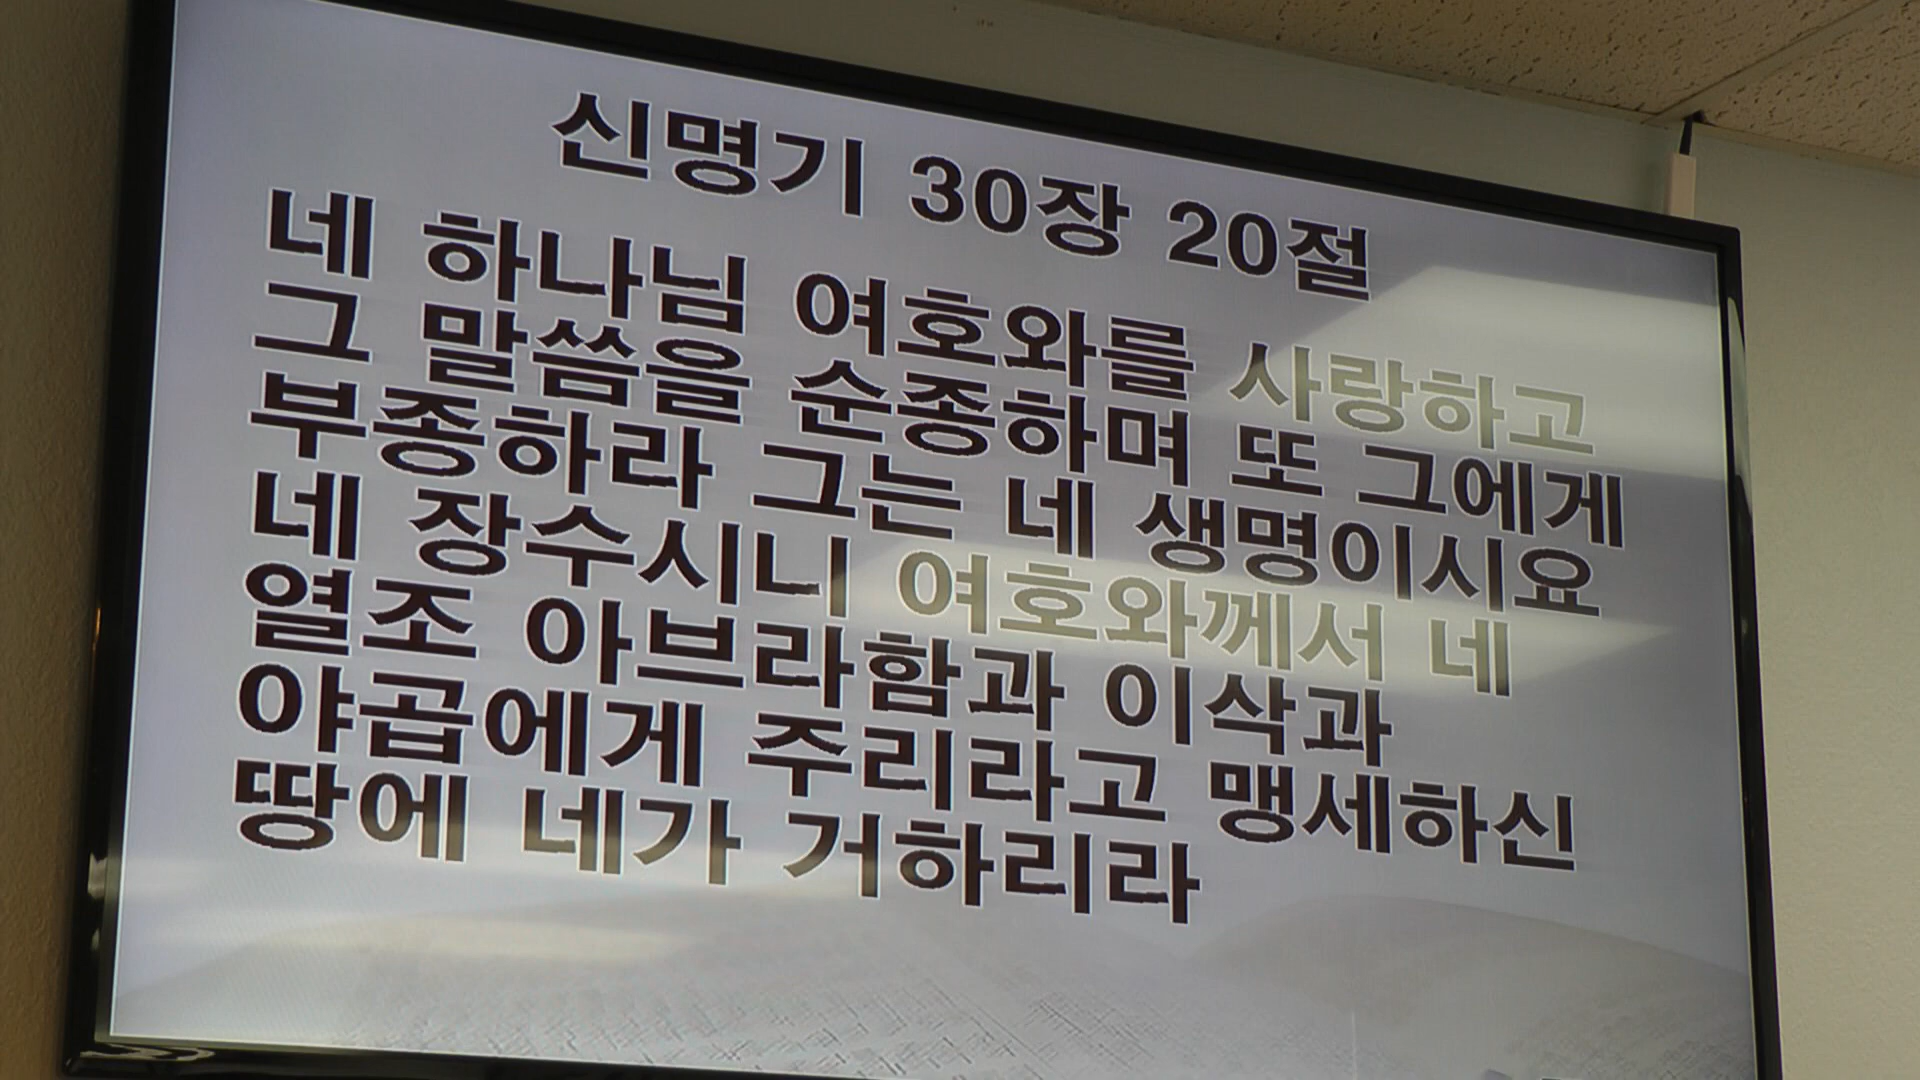 신명기 30장 20절
네 하나님 여호와를 사랑하고
그 말씀을 순종하며 또 그에게
부종하라 그는 네 생명이시요
네 장수시니 여호와께서 네
열조 아브라함과 이삭과
야곱에게 주리라고 맹세하신
땅에 네가 거하리라